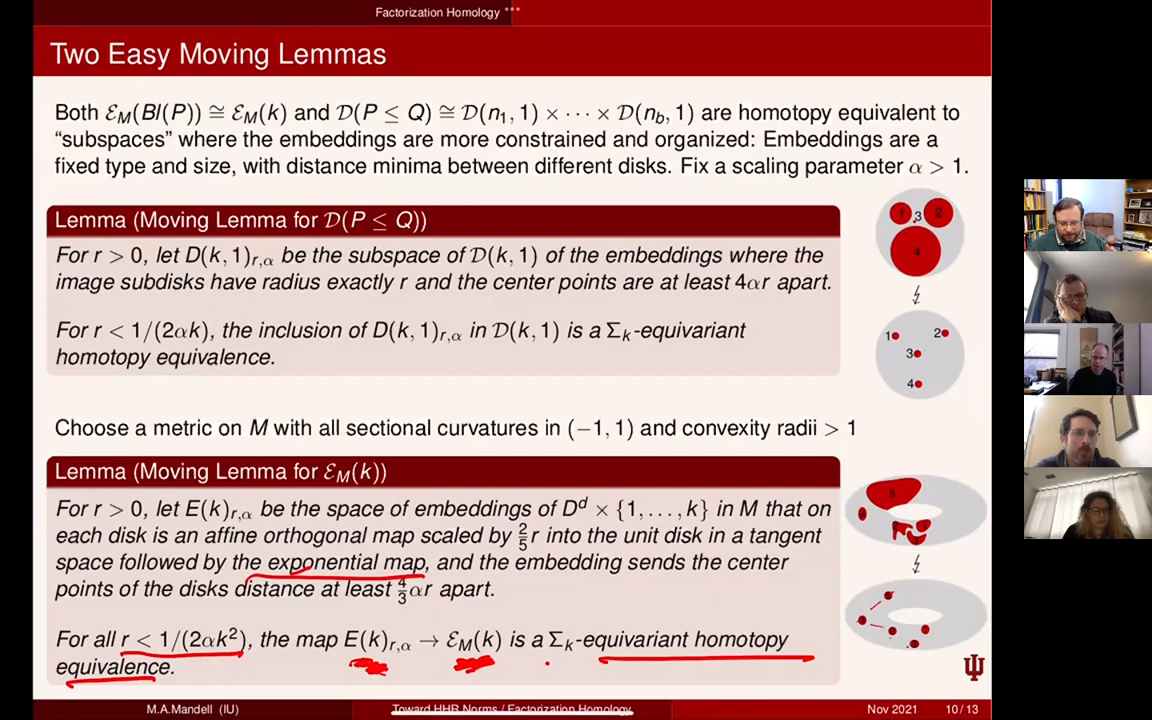 Factorization Homology
Two Easy Moving Lemmas
Both ℰ_M(Bl(P)) ≅ ℰ_M(k) and 𝒟(P ≤ Q) ≅ 𝒟(n₁, 1) × ⋯ × 𝒟(n_b, 1) are homotopy equivalent to
“subspaces” where the embeddings are more constrained and organized: Embeddings are a
fixed type and size, with distance minima between different disks. Fix a scaling parameter α > 1.
Lemma (Moving Lemma for 𝒟(P ≤ Q))
For r > 0, let D(k, 1)_{r,α} be the subspace of 𝒟(k, 1) of the embeddings where the
image subdisks have radius exactly r and the center points are at least 4αr apart.
For r < 1/(2αk), the inclusion of D(k, 1)_{r,α} in 𝒟(k, 1) is a Σ_k-equivariant
homotopy equivalence.
1 3 2
4
1 2
3
4
Choose a metric on M with all sectional curvatures in (−1, 1) and convexity radii > 1
Lemma (Moving Lemma for ℰ_M(k))
For r > 0, let E(k)_{r,α} be the space of embeddings of D^d × {1, . . . , k} in M that on
each disk is an affine orthogonal map scaled by 2/5 r into the unit disk in a tangent
space followed by the exponential map, and the embedding sends the center
points of the disks distance at least 4/3 αr apart.
For all r < 1/(2αk²), the map E(k)_{r,α} → ℰ_M(k) is a Σ_k-equivariant homotopy
equivalence.
M.A.Mandell (IU)
Toward HHR Norms / Factorization Homology
Nov 2021
10 / 13